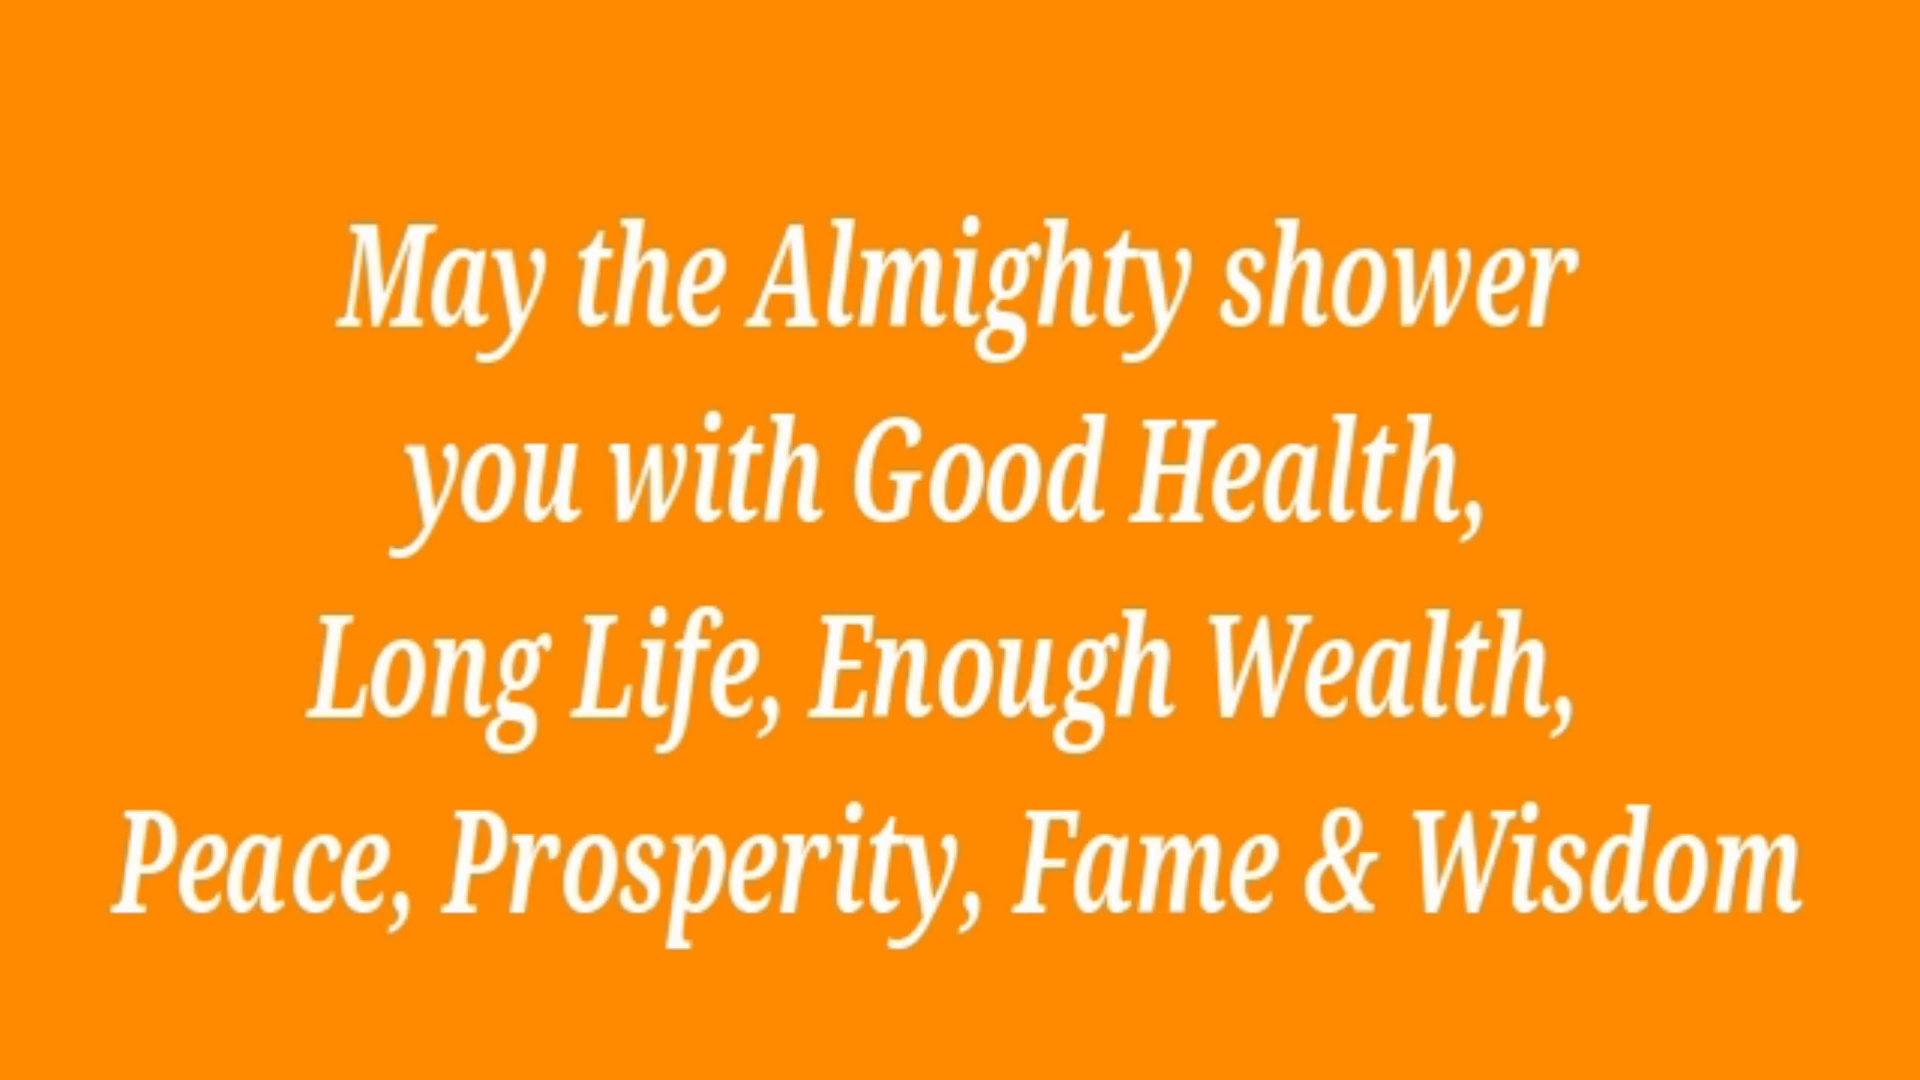 May the Almighty shower
you with Good Health,
Long Life, Enough Wealth,
Peace, Prosperity, Fame & Wisdom